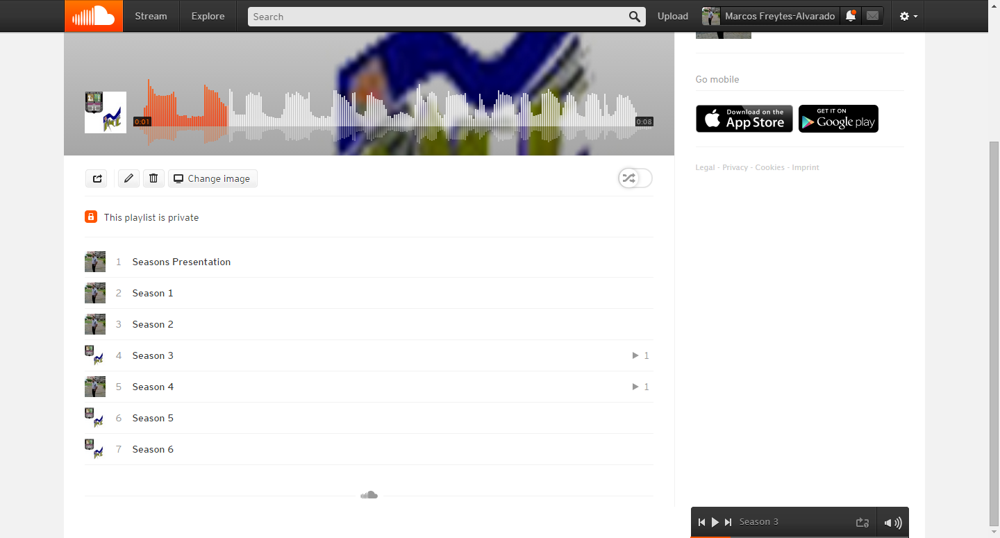 Stream Explore Search Upload Marcos Freytes-Alvarado
0:01 0:08
Change image
This playlist is private
1 Seasons Presentation
2 Season 1
3 Season 2
4 Season 3 1
5 Season 4 1
6 Season 5
7 Season 6
Go mobile
Download on the
App Store
GET IT ON
Google play
Legal - Privacy - Cookies - Imprint
Season 3